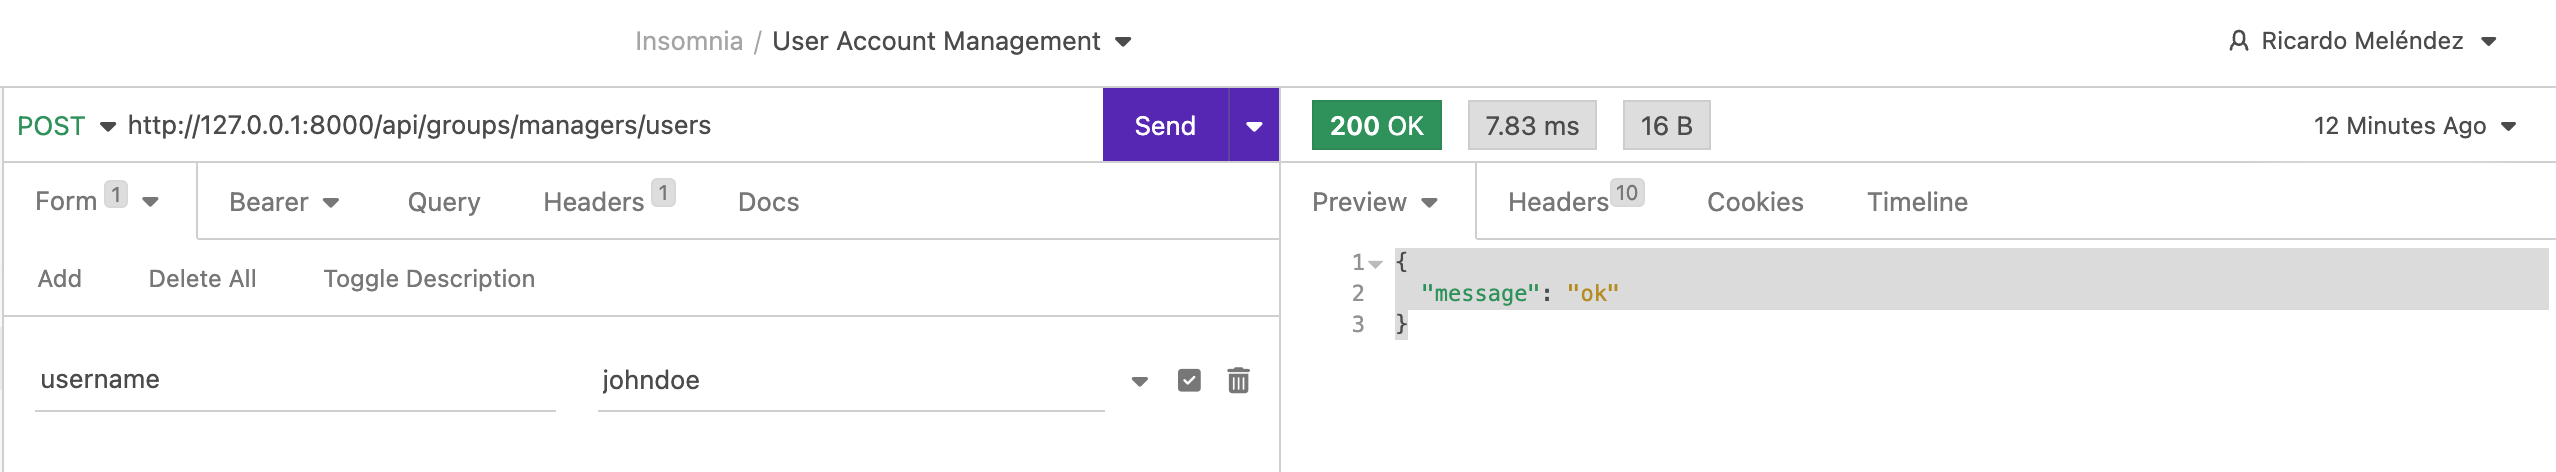 Insomnia / User Account Management
Ricardo Meléndez
POST http://127.0.0.1:8000/api/groups/managers/users
Send
200 OK
7.83 ms
16 B
12 Minutes Ago
Form 1
Bearer
Query
Headers 1
Docs
Preview
Headers 10
Cookies
Timeline
Add
Delete All
Toggle Description
username
johndoe
1 {
2 "message": "ok"
3 }